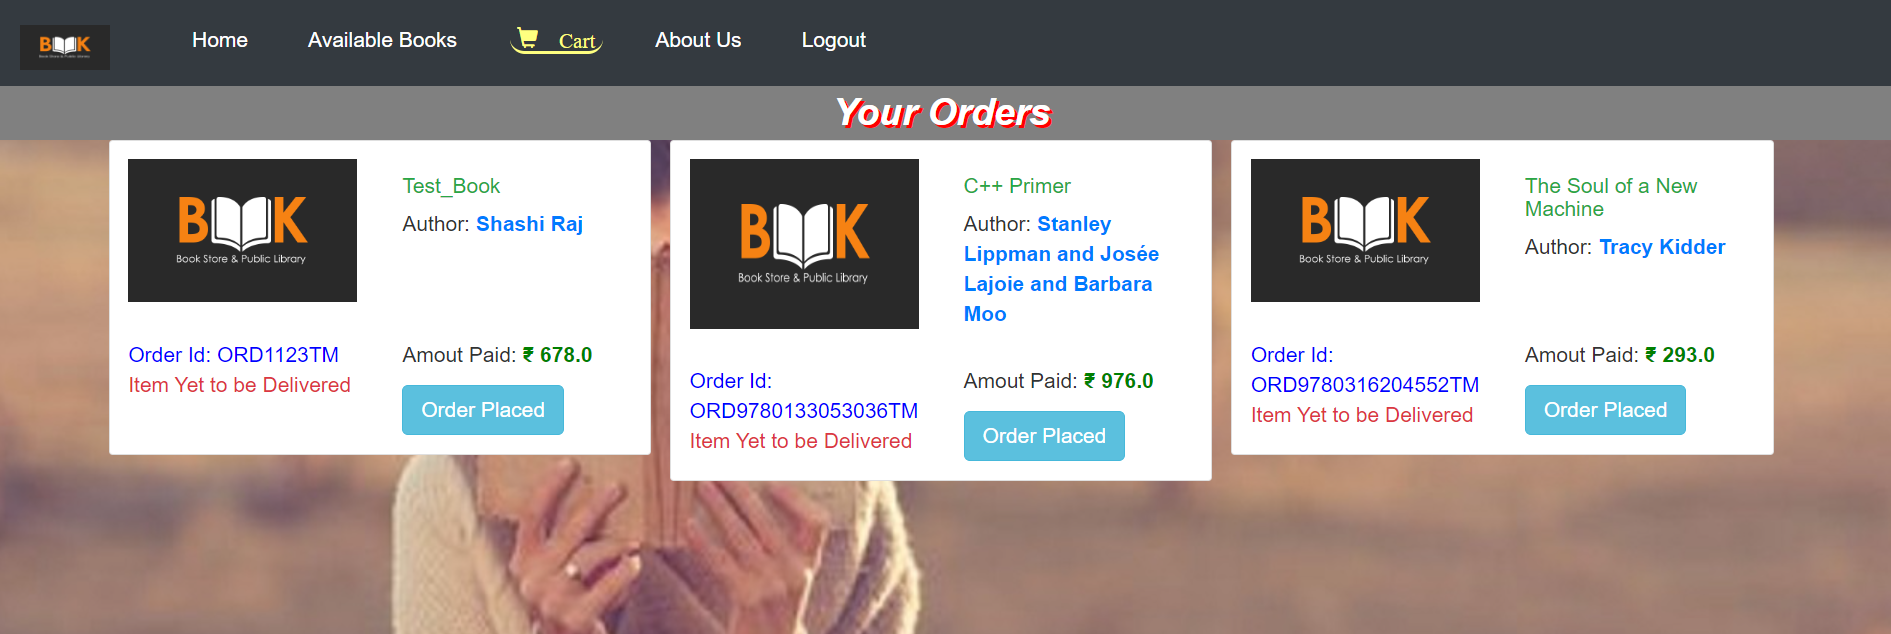 BOOK
Book Store & Public Library
Home
Available Books
Cart
About Us
Logout
Your Orders
BOOK
Book Store & Public Library
Test_Book
Author: Shashi Raj
Order Id: ORD1123TM
Item Yet to be Delivered
Amout Paid: ₹ 678.0
Order Placed
BOOK
Book Store & Public Library
C++ Primer
Author: Stanley
Lippman and Josée
Lajoie and Barbara
Moo
Order Id:
ORD9780133053036TM
Item Yet to be Delivered
Amout Paid: ₹ 976.0
Order Placed
BOOK
Book Store & Public Library
The Soul of a New
Machine
Author: Tracy Kidder
Order Id:
ORD9780316204552TM
Item Yet to be Delivered
Amout Paid: ₹ 293.0
Order Placed